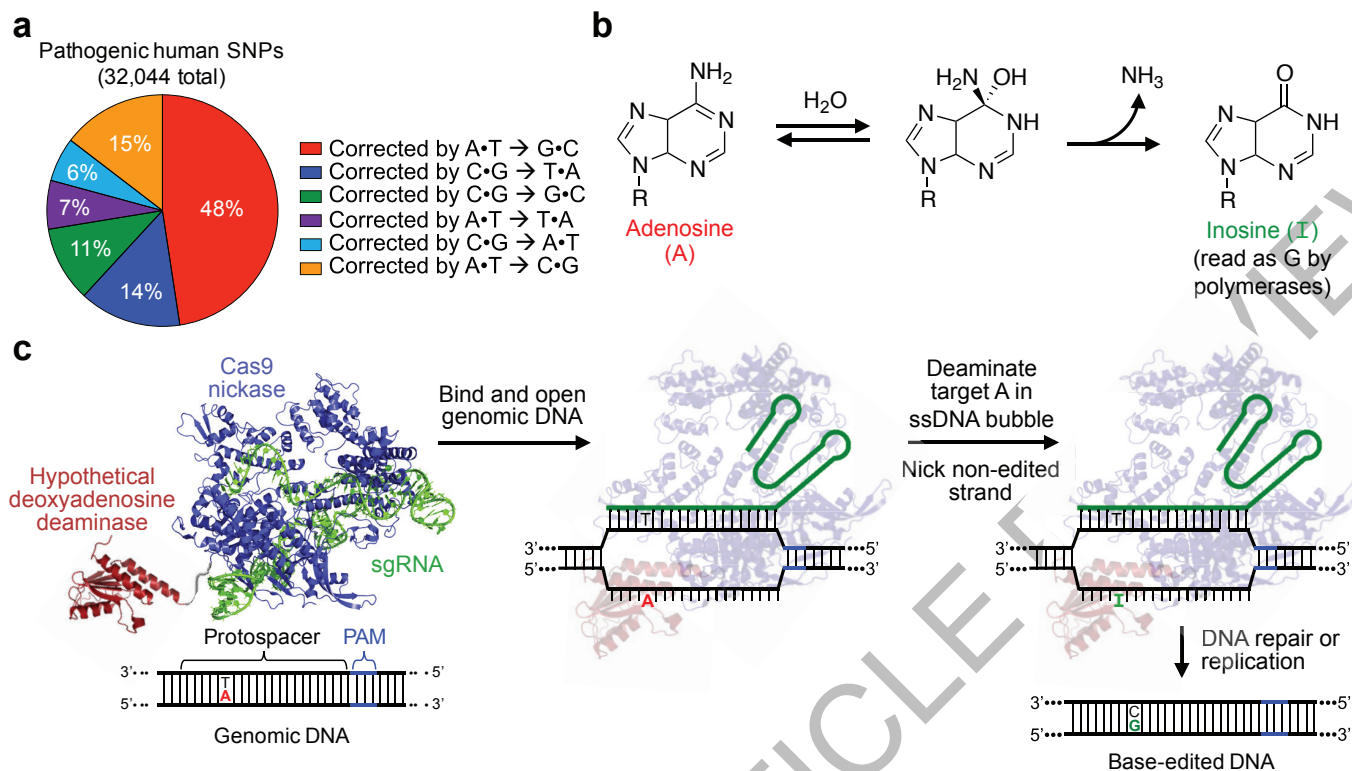 a
Pathogenic human SNPs
(32,044 total)
15%
6%
7%
11%
14%
48%
Corrected by A•T → G•C
Corrected by C•G → T•A
Corrected by C•G → G•C
Corrected by A•T → T•A
Corrected by C•G → A•T
Corrected by A•T → C•G
b
NH2
N
N
N
N
R
Adenosine
(A)
H2O
H2N
OH
N
NH
N
N
R
NH3
O
N
NH
N
N
R
Inosine (I)
(read as G by
polymerases)
c
Cas9
nickase
Hypothetical
deoxyadenosine
deaminase
sgRNA
Protospacer
PAM
3’
5’
T
A
5’
3’
Genomic DNA
Bind and open
genomic DNA
T
3’
5’
5’
3’
A
Deaminate
target A in
ssDNA bubble
Nick non-edited
strand
T
3’
5’
5’
3’
I
DNA repair or
replication
3’
5’
C
G
5’
3’
Base-edited DNA